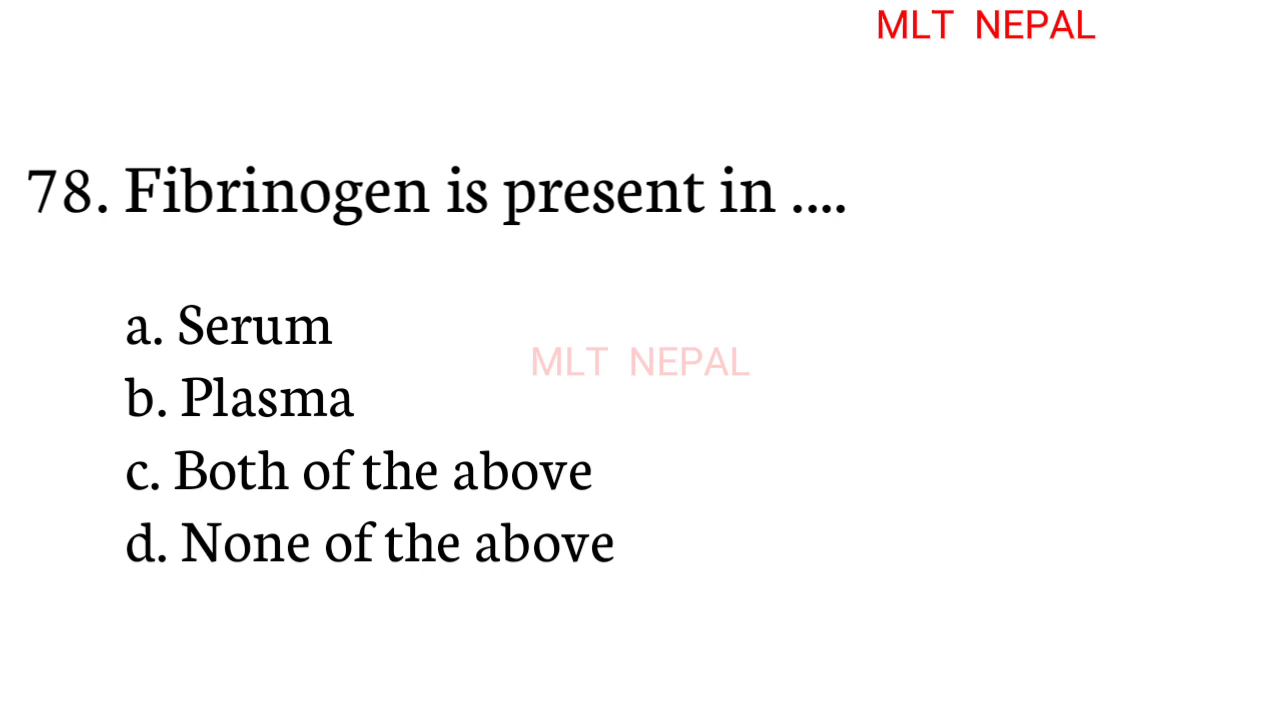 MLT NEPAL
78. Fibrinogen is present in ....
a. Serum
MLT NEPAL
b. Plasma
c. Both of the above
d. None of the above